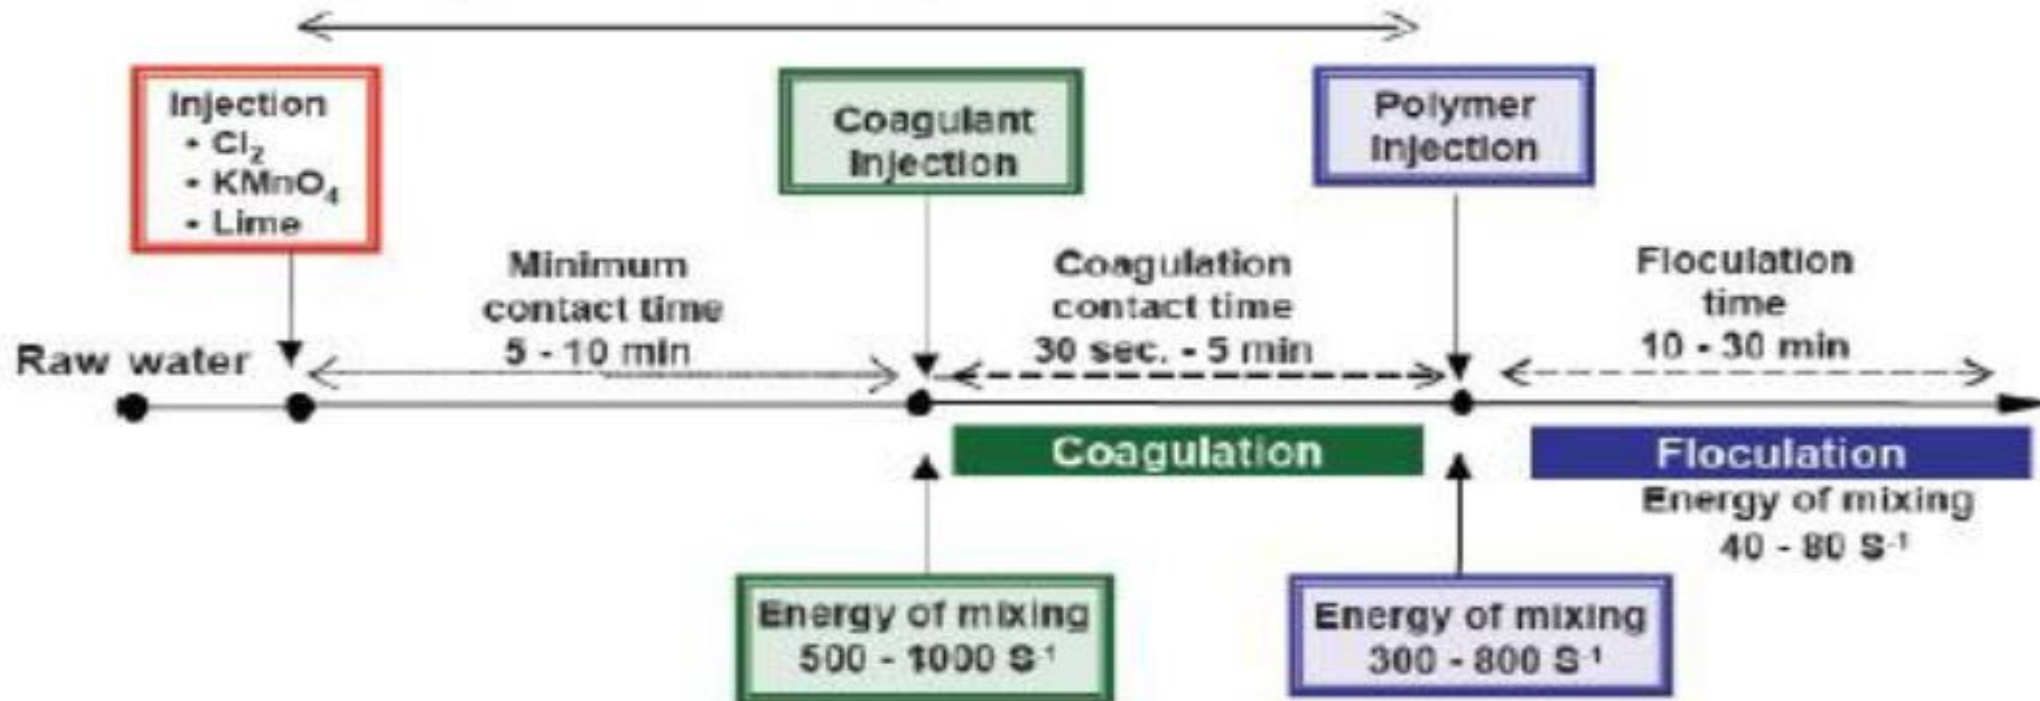 Injection
• Cl₂
• KMnO₄
• Lime
Coagulant
Injection
Polymer
Injection
Minimum
contact time
5 - 10 min
Coagulation
contact time
30 sec. - 5 min
Floculation
time
10 - 30 min
Raw water
Coagulation
Floculation
Energy of mixing
40 - 80 S⁻¹
Energy of mixing
500 - 1000 S⁻¹
Energy of mixing
300 - 800 S⁻¹